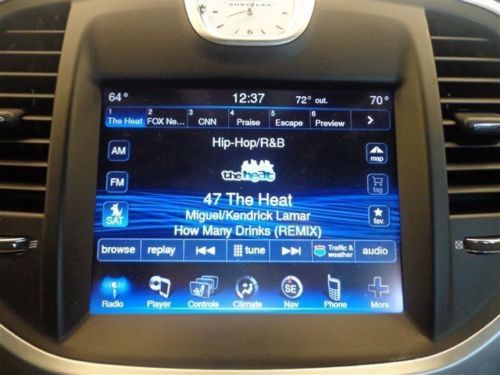 CHRYSLER
64°
12:37
72° out.
70°
1 The Heat
2 FOX Ne...
3 CNN
4 Praise
5 Escape
6 Preview
Hip-Hop/R&B
AM
map
the heat
FM
tag
47 The Heat
SAT
Miguel/Kendrick Lamar
fav.
How Many Drinks (REMIX)
browse
replay
tune
Traffic & weather
audio
SE
Radio
Player
Controls
Climate
Nav
Phone
More